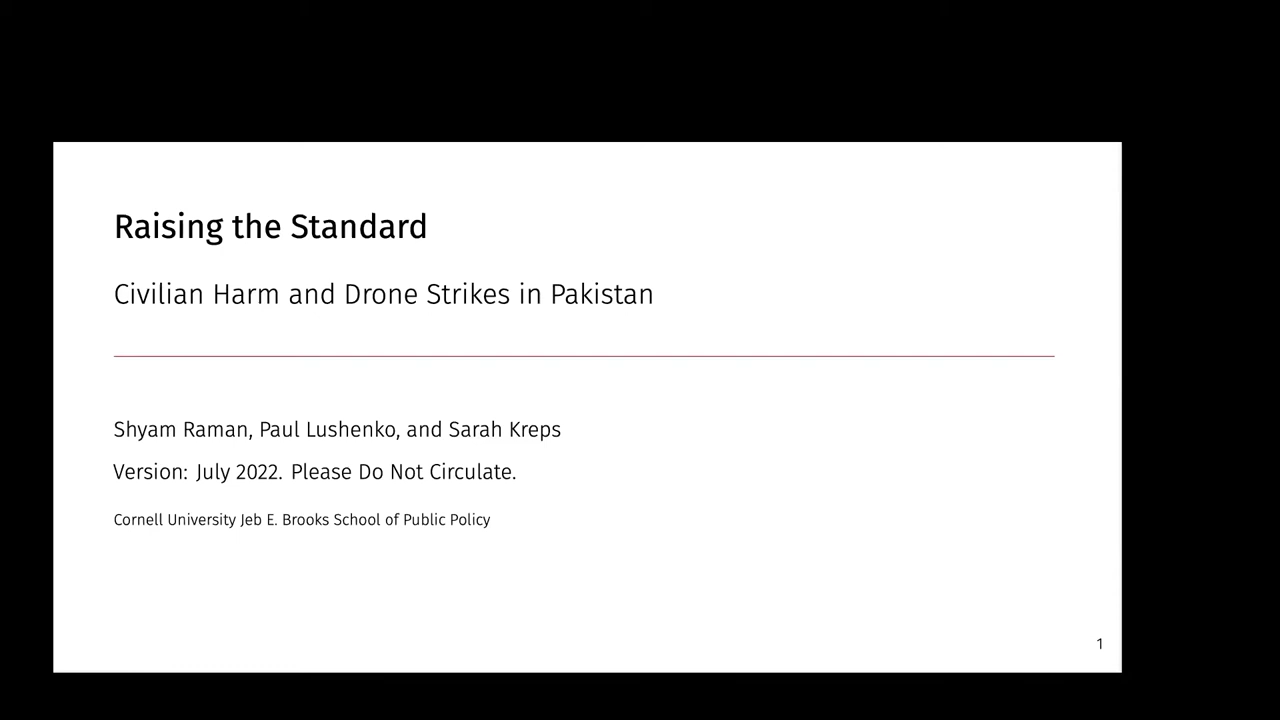 Raising the Standard
Civilian Harm and Drone Strikes in Pakistan
Shyam Raman, Paul Lushenko, and Sarah Kreps
Version: July 2022. Please Do Not Circulate.
Cornell University Jeb E. Brooks School of Public Policy
1